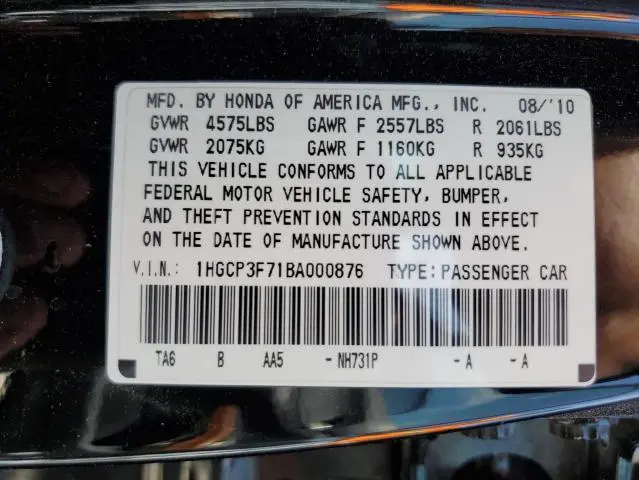 MFD. BY HONDA OF AMERICA MFG., INC. 08/'10
GVWR 4575LBS GAWR F 2557LBS R 2061LBS
GVWR 2075KG GAWR F 1160KG R 935KG
THIS VEHICLE CONFORMS TO ALL APPLICABLE
FEDERAL MOTOR VEHICLE SAFETY, BUMPER,
AND THEFT PREVENTION STANDARDS IN EFFECT
ON THE DATE OF MANUFACTURE SHOWN ABOVE.
V.I.N.: 1HGCP3F71BA000876 TYPE: PASSENGER CAR
TA6 B AA5 - NH731P - A - A